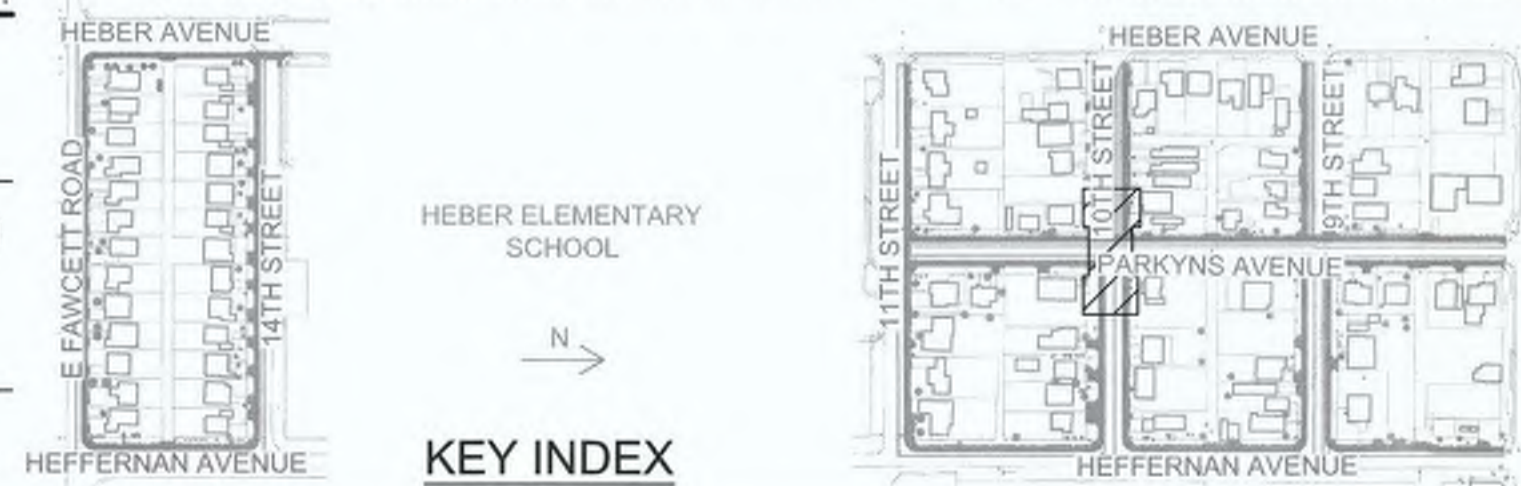 HEBER AVENUE
E FAWCETT ROAD
14TH STREET
HEFFERNAN AVENUE
HEBER ELEMENTARY
SCHOOL
N
KEY INDEX
HEBER AVENUE
11TH STREET
10TH STREET
9TH STREET
PARKYNS AVENUE
HEFFERNAN AVENUE